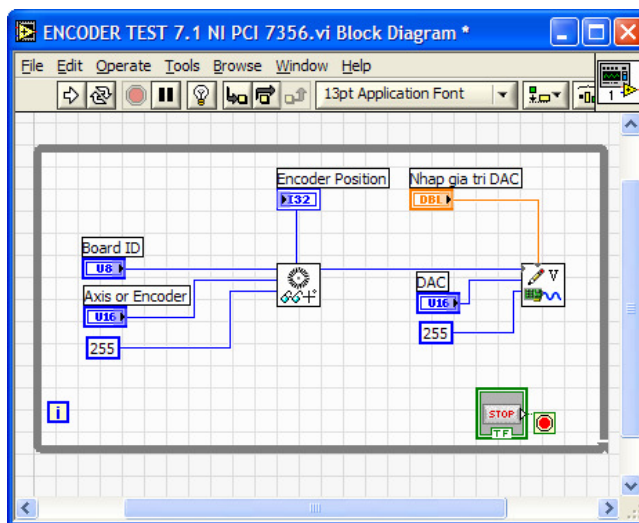 ENCODER TEST 7.1 NI PCI 7356.vi Block Diagram *
File Edit Operate Tools Browse Window Help
13pt Application Font
1
Encoder Position
Nhap gia tri DAC
I32
DBL
Board ID
U8
V
Axis or Encoder
DAC
U16
U16
255
255
i
STOP
TF